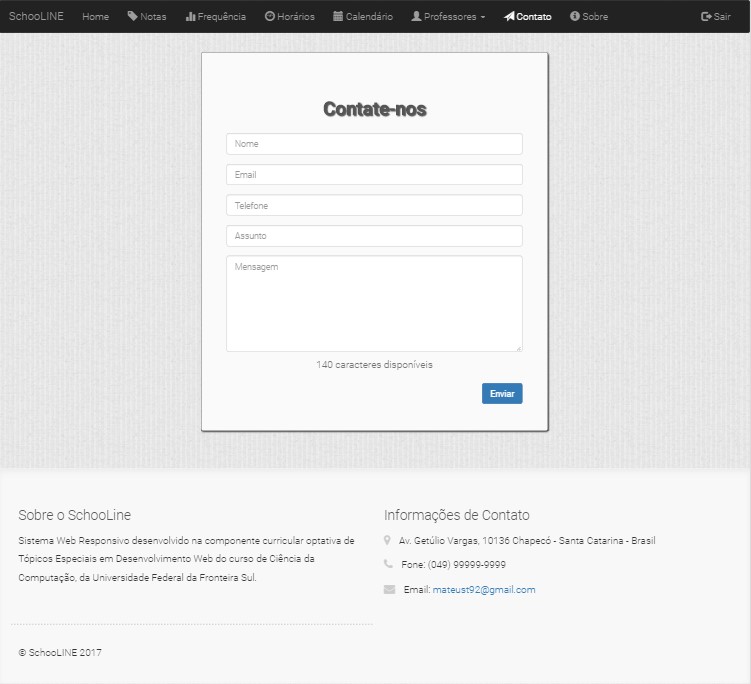 SchooLINE Home Notas Frequência Horários Calendário Professores Contato Sobre Sair
Contate-nos
Nome
Email
Telefone
Assunto
Mensagem
140 caracteres disponíveis
Enviar
Sobre o SchooLine
Sistema Web Responsivo desenvolvido na componente curricular optativa de
Tópicos Especiais em Desenvolvimento Web do curso de Ciência da
Computação, da Universidade Federal da Fronteira Sul.
Informações de Contato
Av. Getúlio Vargas, 10136 Chapecó - Santa Catarina - Brasil
Fone: (049) 99999-9999
Email: mateust92@gmail.com
© SchooLINE 2017